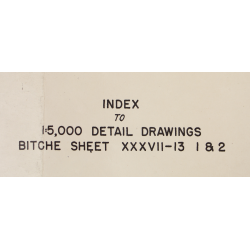 INDEX
TO
1:5,000 DETAIL DRAWINGS
BITCHE SHEET XXXVII-13 1 & 2